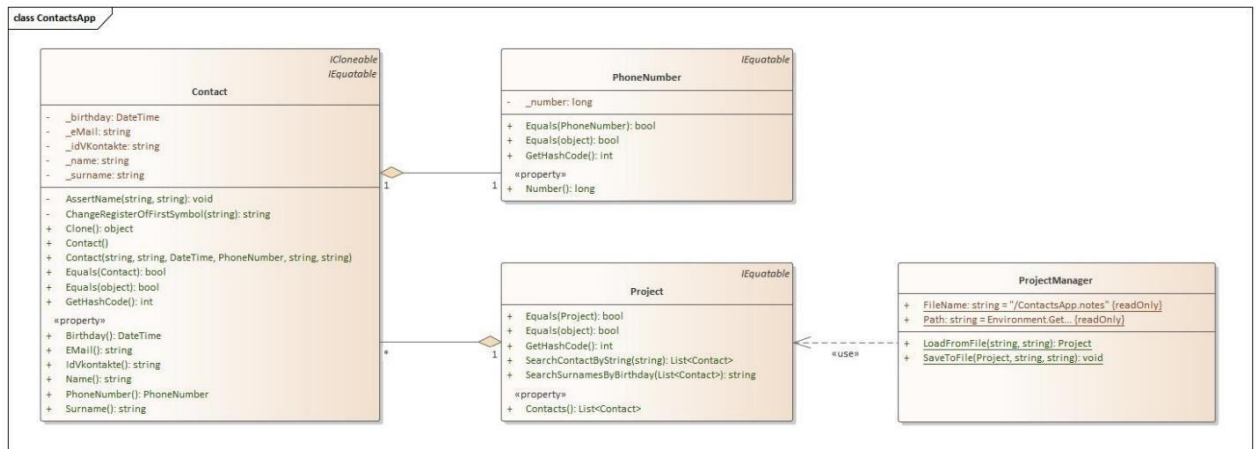 class ContactsApp
ICloneable
IEquatable
Contact
- _birthday: DateTime
- _eMail: string
- _idVKontakte: string
- _name: string
- _surname: string
- AssertName(string, string): void
- ChangeRegisterOfFirstSymbol(string): string
+ Clone(): object
+ Contact()
+ Contact(string, string, DateTime, PhoneNumber, string, string)
+ Equals(Contact): bool
+ Equals(object): bool
+ GetHashCode(): int
«property»
+ Birthday(): DateTime
+ EMail(): string
+ IdVkontakte(): string
+ Name(): string
+ PhoneNumber(): PhoneNumber
+ Surname(): string
1
1
IEquatable
PhoneNumber
- _number: long
+ Equals(PhoneNumber): bool
+ Equals(object): bool
+ GetHashCode(): int
«property»
+ Number(): long
*
1
IEquatable
Project
+ Equals(Project): bool
+ Equals(object): bool
+ GetHashCode(): int
+ SearchContactByString(string): List<Contact>
+ SearchSurnamesByBirthday(List<Contact>): string
«property»
+ Contacts(): List<Contact>
«use»
ProjectManager
+ FileName: string = "/ContactsApp.notes" {readOnly}
+ Path: string = Environment.Get... {readOnly}
+ LoadFromFile(string, string): Project
+ SaveToFile(Project, string, string): void